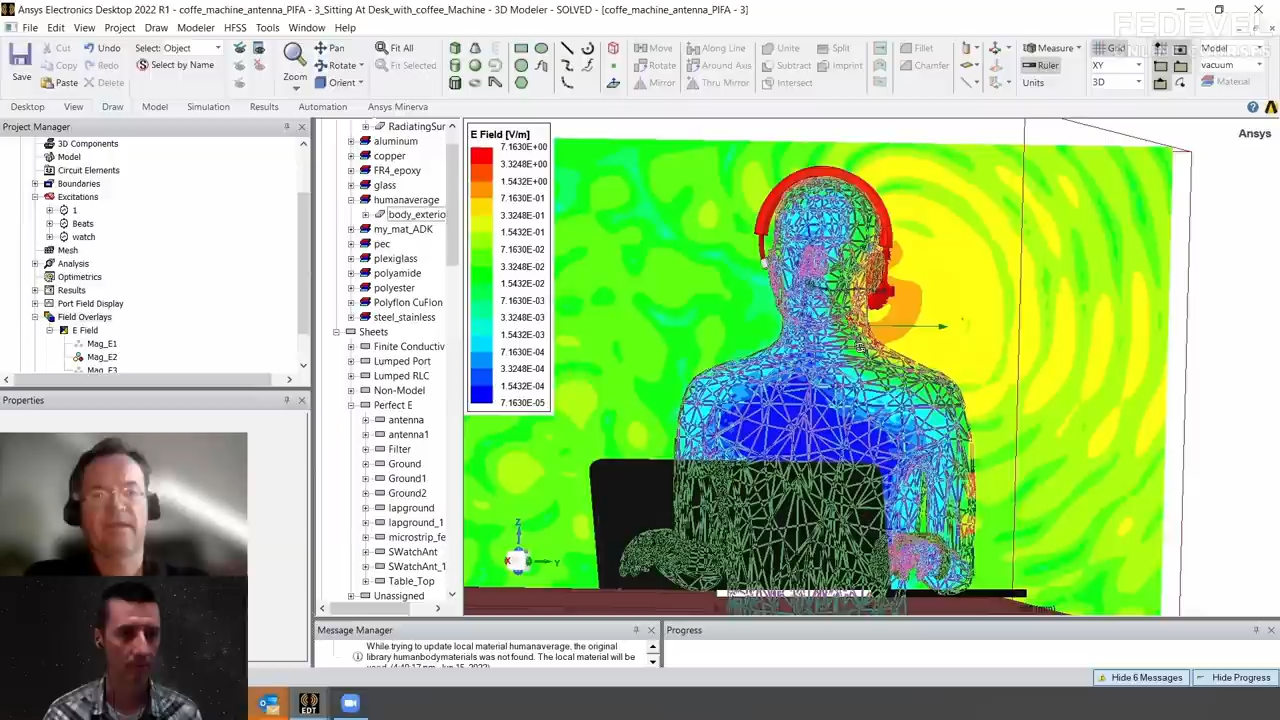 Ansys Electronics Desktop 2022 R1 - coffe_machine_antenna_PIFA - 3_Sitting At Desk_with_coffee_Machine - 3D Modeler - SOLVED - [coffe_machine_antenna_PIFA - 3]
FEDEVEL
File Edit View Project Draw Modeler HFSS Tools Window Help
Save
Cut Undo
Copy Redo
Paste Delete
Select: Object
Select by Name
Zoom
Pan
Rotate
Orient
Fit All
Fit Selected
Move Along Line
Rotate Around Axis
Mirror Thru Mirror
Unite Split
Subtract Imprint
Intersect
Fillet
Chamfer
Measure
Ruler
Units
Grid
XY
3D
Model
vacuum
Material
Desktop View Draw Model Simulation Results Automation Ansys Minerva
Project Manager
3D Components
Model
Circuit Elements
Boundaries
Excitations
1
Beats
watch
Mesh
Analysis
Optimetrics
Results
Port Field Display
Field Overlays
E Field
Mag_E1
Mag_E2
Mag_E3
Properties
RadiatingSur
aluminum
copper
FR4_epoxy
glass
humanaverage
body_exterio
my_mat_ADK
pec
plexiglass
polyamide
polyester
Polyflon CuFlon
steel_stainless
Sheets
Finite Conductiv
Lumped Port
Lumped RLC
Non-Model
Perfect E
antenna
antenna1
Filter
Ground
Ground1
Ground2
lapground
lapground_1
microstrip_fe
SWatchAnt
SWatchAnt_1
Table_Top
Unassigned
E Field [V/m]
7.1630E+00
3.3248E+00
1.5432E+00
7.1630E-01
3.3248E-01
1.5432E-01
7.1630E-02
3.3248E-02
1.5432E-02
7.1630E-03
3.3248E-03
1.5432E-03
7.1630E-04
3.3248E-04
1.5432E-04
7.1630E-05
Ansys
Z
X
Y
Message Manager
While trying to update local material humanaverage, the original
library humanbodymaterials was not found. The local material will be
Progress
Hide 6 Messages
Hide Progress
EDT